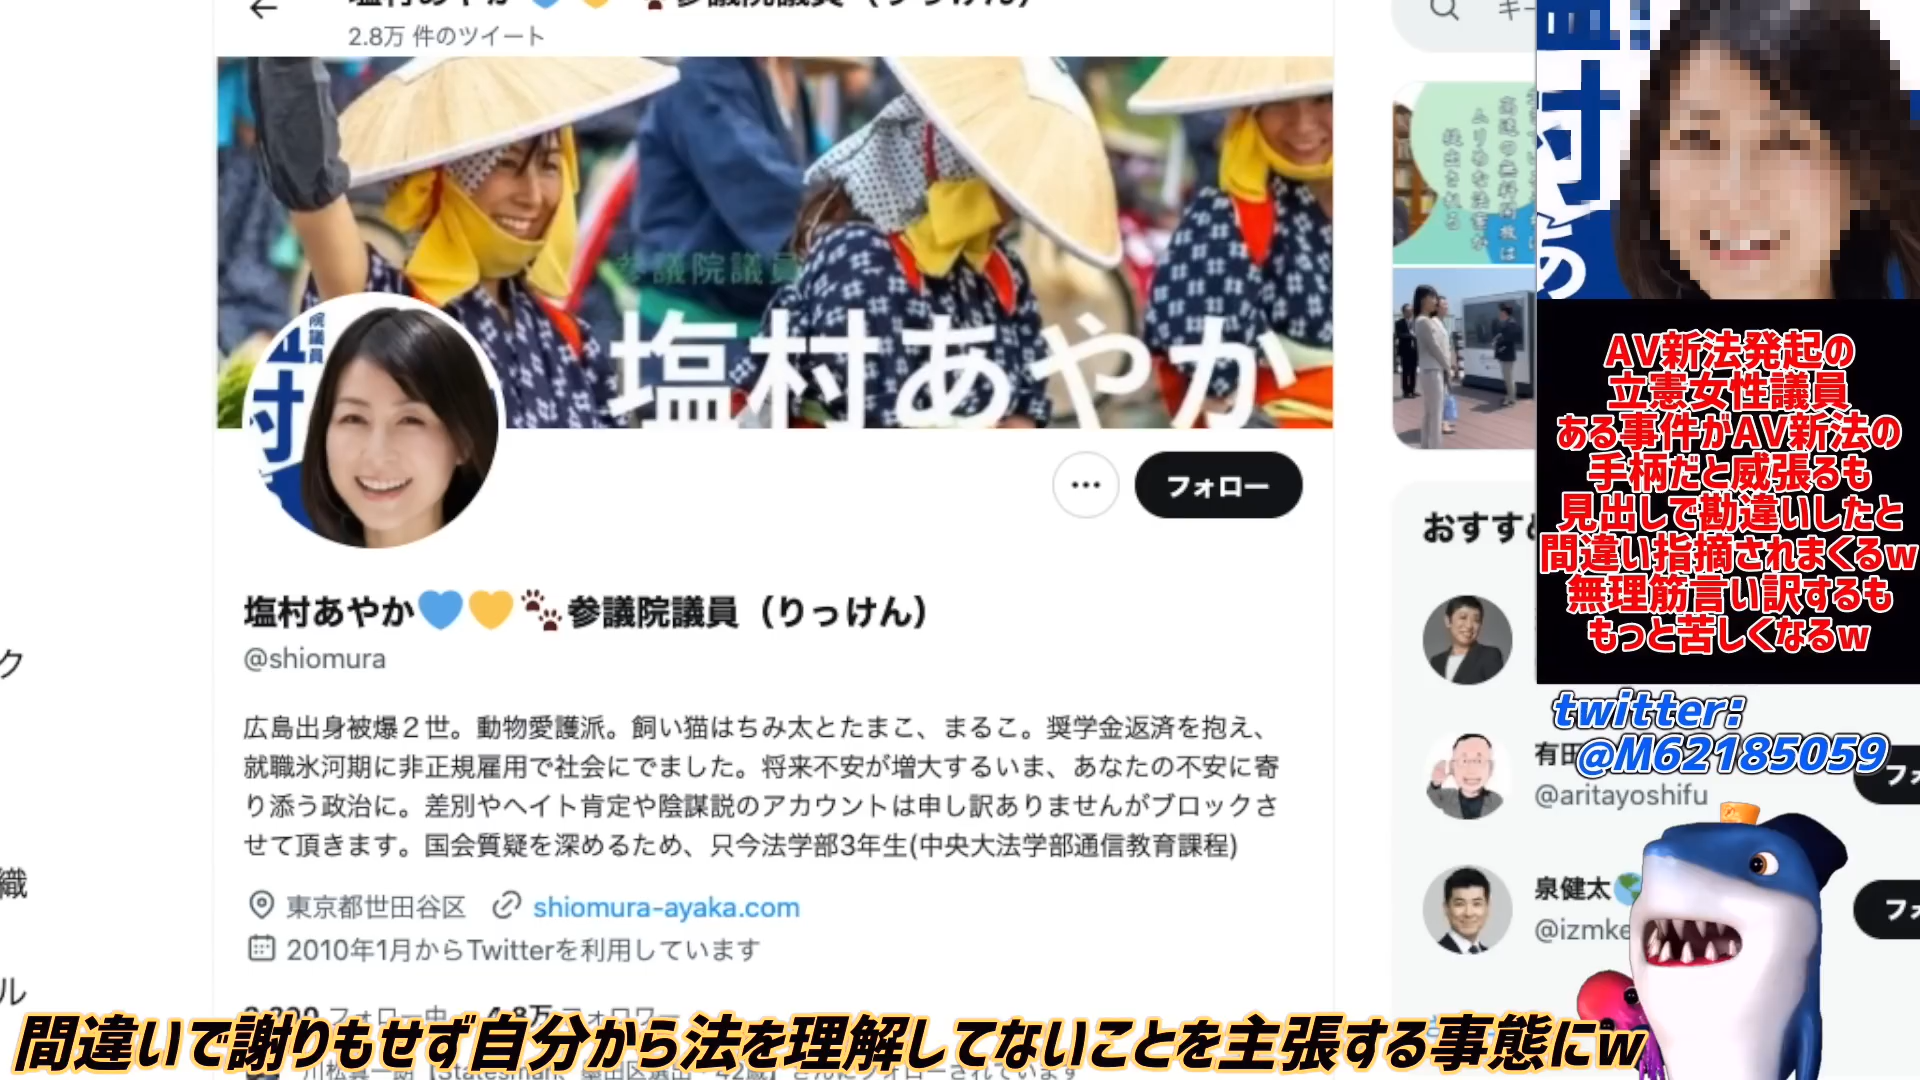 2.8万 件のツイート
参議院議員
塩村あやか
フォロー
塩村あやか💙💛🐾参議院議員（りっけん）
@shiomura
広島出身被爆２世。動物愛護派。飼い猫はちみ太とたまこ、まるこ。奨学金返済を抱え、
就職氷河期に非正規雇用で社会にでました。将来不安が増大するいま、あなたの不安に寄
り添う政治に。差別やヘイト肯定や陰謀説のアカウントは申し訳ありませんがブロックさ
せて頂きます。国会質疑を深めるため、只今法学部3年生(中央大法学部通信教育課程)
東京都世田谷区 shiomura-ayaka.com
2010年1月からTwitterを利用しています
間違いで謝りもせず自分から法を理解してないことを主張する事態にw
ク
織
ル
おすす
有田
@aritayoshifu
フォ
泉健太
@izmke
フォ
AV新法発起の
立憲女性議員
ある事件がAV新法の
手柄だと威張るも
見出しで勘違いしたと
間違い指摘されまくるw
無理筋言い訳するも
もっと苦しくなるw
twitter:
@M62185059